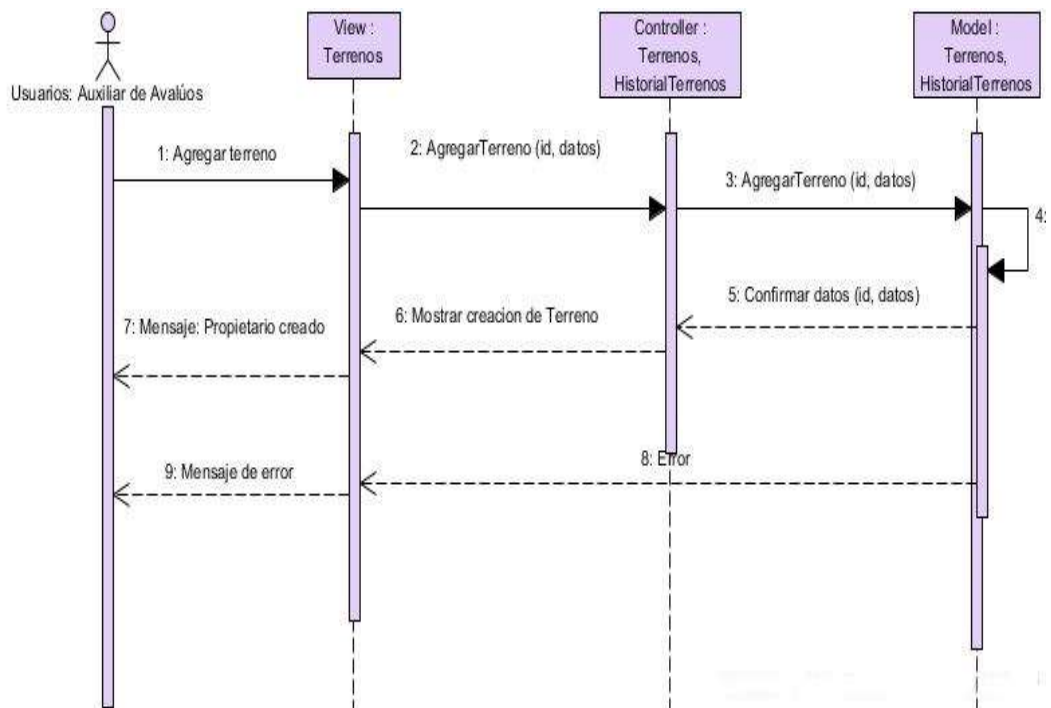 View :
Terrenos
Controller :
Terrenos,
HistorialTerrenos
Model :
Terrenos,
HistorialTerrenos
Usuarios: Auxiliar de Avalúos
1: Agregar terreno
2: AgregarTerreno (id, datos)
3: AgregarTerreno (id, datos)
4:
5: Confirmar datos (id, datos)
6: Mostrar creacion de Terreno
7: Mensaje: Propietario creado
8: Error
9: Mensaje de error